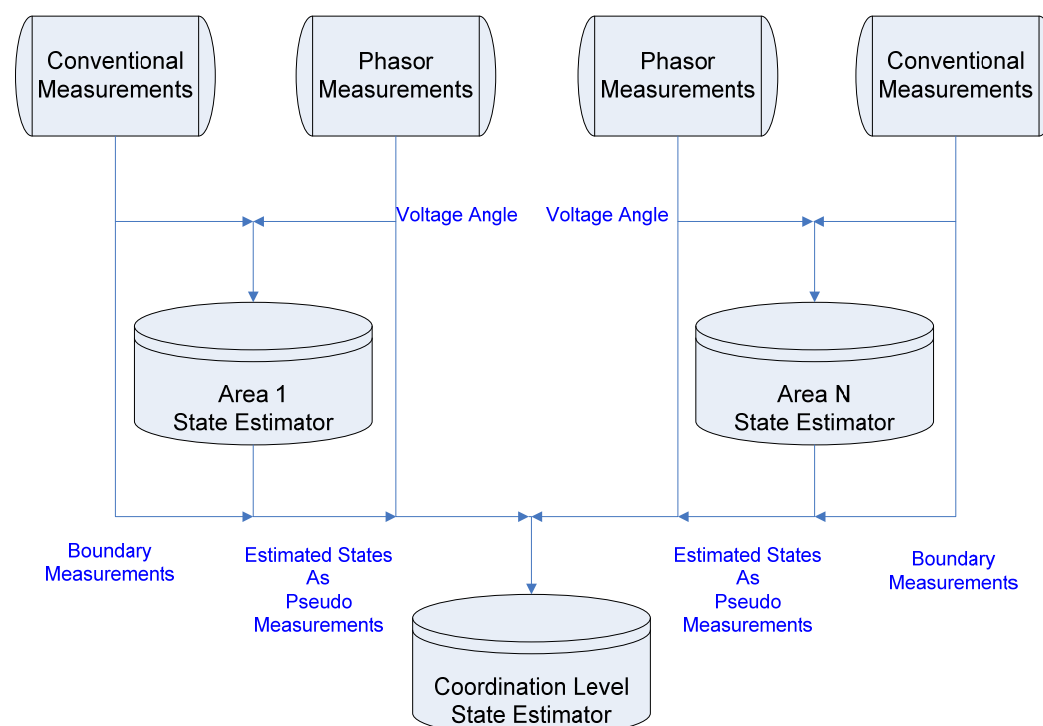 Conventional
Measurements
Phasor
Measurements
Phasor
Measurements
Conventional
Measurements
Voltage Angle
Voltage Angle
Area 1
State Estimator
Area N
State Estimator
Boundary
Measurements
Estimated States
As
Pseudo
Measurements
Estimated States
As
Pseudo
Measurements
Boundary
Measurements
Coordination Level
State Estimator